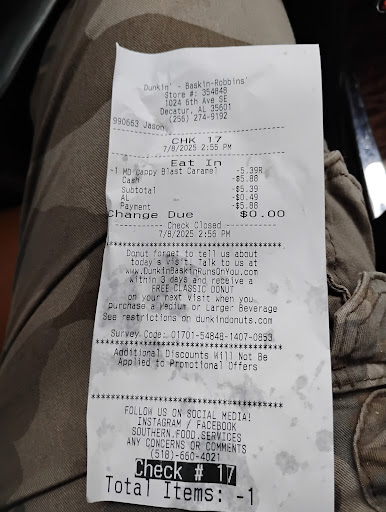 Dunkin' - Baskin-Robbins'
Store #: 354848
1024 6th Ave SE
Decatur, AL 35601
(256) 274-9192
990663 Jason
CHK 17
7/8/2025 2:55 PM
Eat In
-1 MD Cappy Blast Caramel -5.39R
Cash -$5.88
Subtotal -$5.39
AL -$0.49
Payment -$5.88
Change Due $0.00
---------- Check Closed ----------
7/8/2025 2:56 PM
************************************
Donut forget to tell us about
today's visit. Talk to us at
www.DunkinBaskinRunsOnYou.com
within 3 days and receive a
FREE CLASSIC DONUT
on your next visit when you
purchase a Medium or Larger Beverage
See restrictions on dunkindonuts.com
Survey Code: 01701-54848-1407-0853
************************************
Additional Discounts Will Not Be
Applied to Promotional Offers
************************************
FOLLOW US ON SOCIAL MEDIA!
INSTAGRAM / FACEBOOK
SOUTHERN.FOOD.SERVICES
ANY CONCERNS OR COMMENTS
(518)-660-4021
Check # 17
Total Items: -1